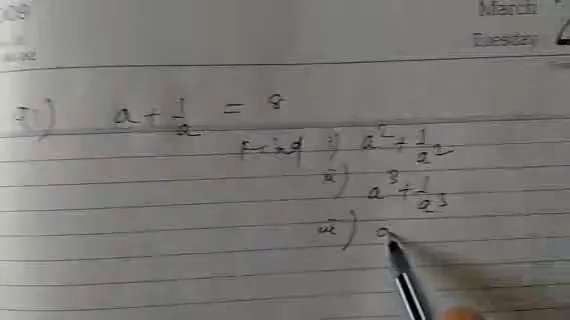 March
Tuesday
a + 1/a = 8
Find i) a² + 1/a²
ii) a³ + 1/a³
iii) a